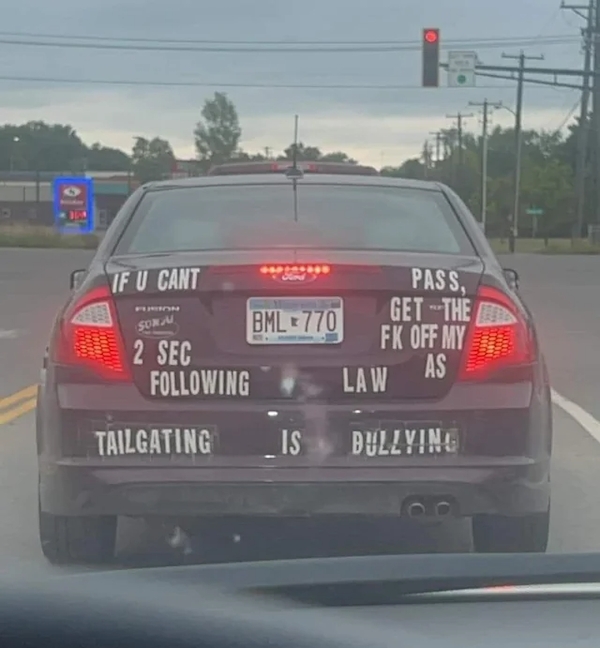 IF U CANT PASS,
Ford
FUSION
GET THE
BML 770
FK OFF MY
2 SEC AS
FOLLOWING LAW
TAILGATING IS BULLYING